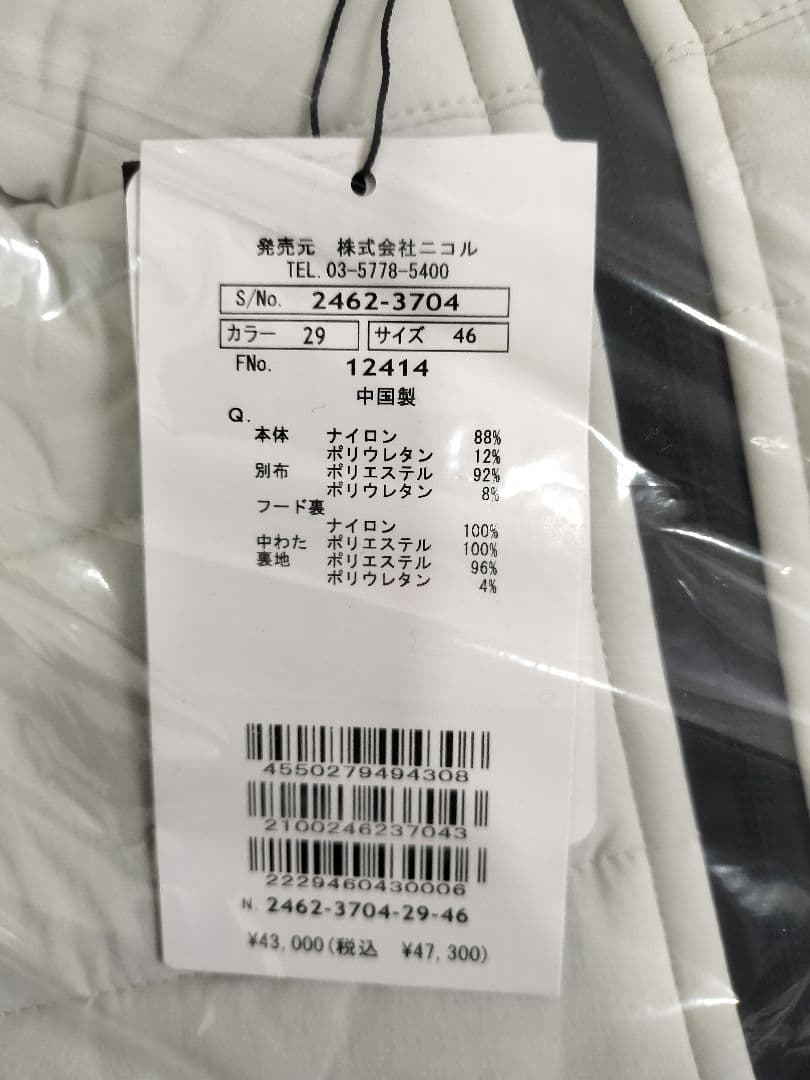 発売元 株式会社ニコル
TEL.03-5778-5400
S/No. 2462-3704
カラー 29 サイズ 46
FNo. 12414
中国製
Q.
本体 ナイロン 88%
ポリウレタン 12%
別布 ポリエステル 92%
ポリウレタン 8%
フード裏
ナイロン 100%
中わた ポリエステル 100%
裏地 ポリエステル 96%
ポリウレタン 4%
4550279494308
2100246237043
2229460430006
N. 2462-3704-29-46
¥43,000(税込 ¥47,300)